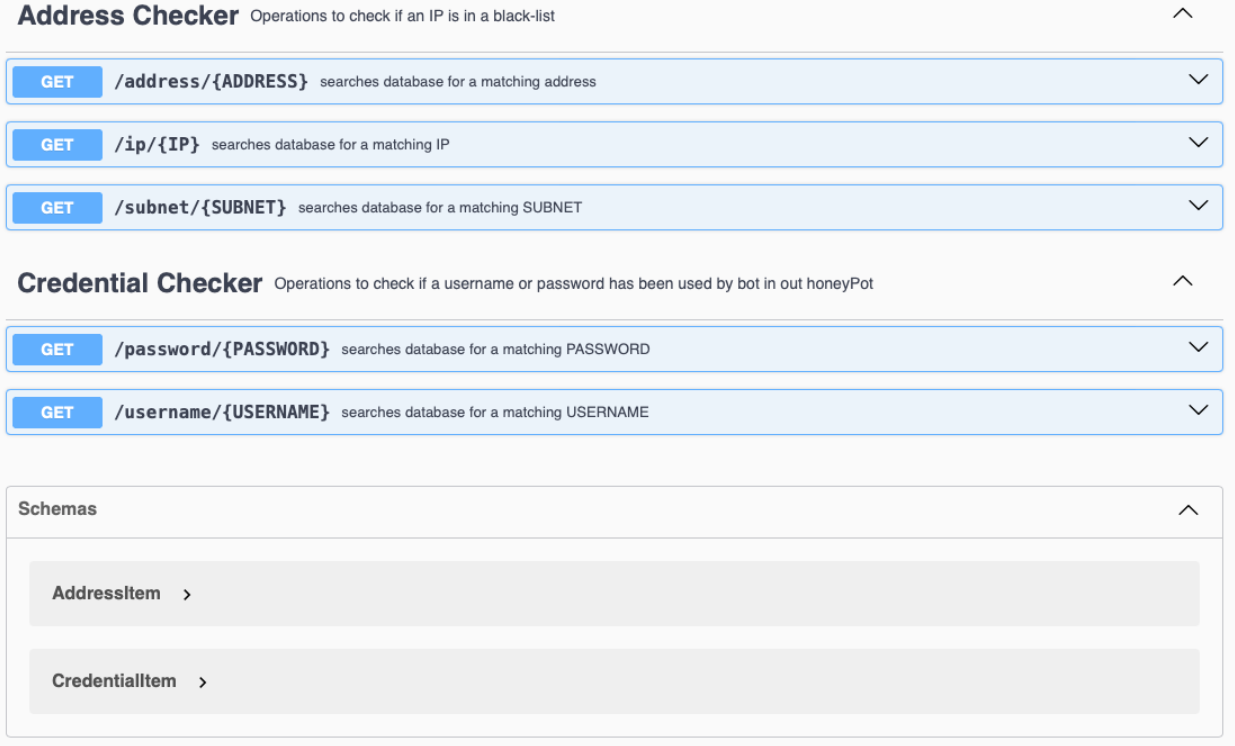 Address Checker Operations to check if an IP is in a black-list
GET /address/{ADDRESS} searches database for a matching address
GET /ip/{IP} searches database for a matching IP
GET /subnet/{SUBNET} searches database for a matching SUBNET
Credential Checker Operations to check if a username or password has been used by bot in out honeyPot
GET /password/{PASSWORD} searches database for a matching PASSWORD
GET /username/{USERNAME} searches database for a matching USERNAME
Schemas
AddressItem
CredentialItem